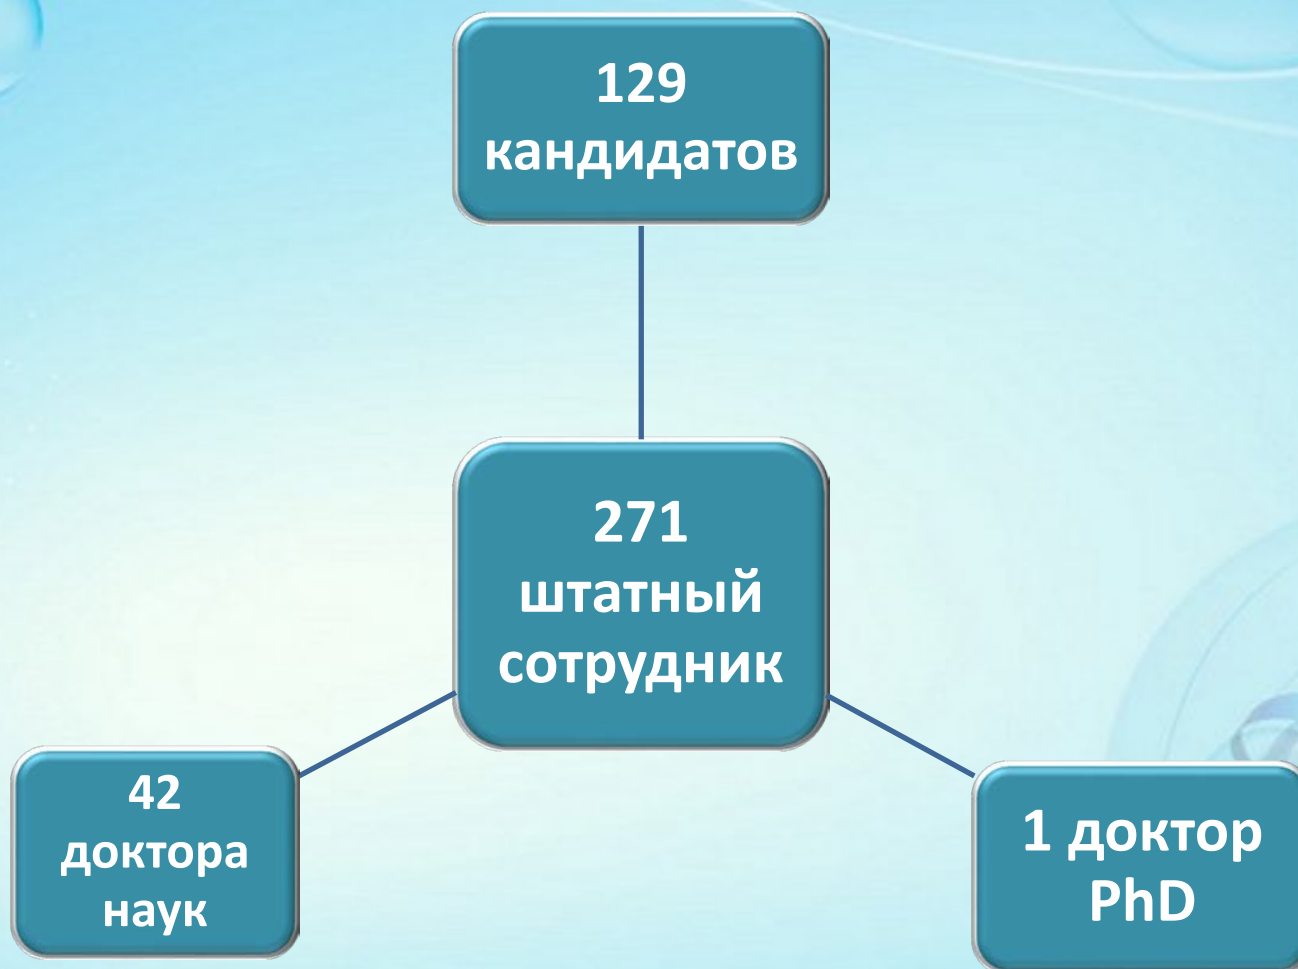 129
кандидатов
271
штатный
сотрудник
42
доктора
наук
1 доктор
PhD